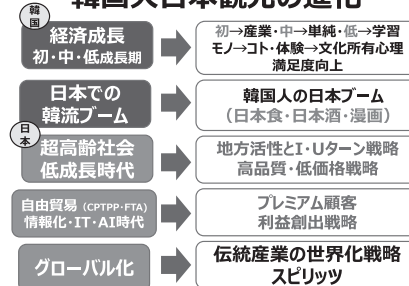 韓国人日本観光の進化
韓国
経済成長
初・中・低成長期
初→産業・中→単純・低→学習
モノ→コト・体験→文化所有心理
満足度向上
日本での
韓流ブーム
韓国人の日本ブーム
（日本食・日本酒・漫画）
日本
超高齢社会
低成長時代
地方活性とI・Uターン戦略
高品質・低価格戦略
自由貿易（CPTPP・FTA）
情報化・IT・AI時代
プレミアム顧客
利益創出戦略
グローバル化
伝統産業の世界化戦略
スピリッツ